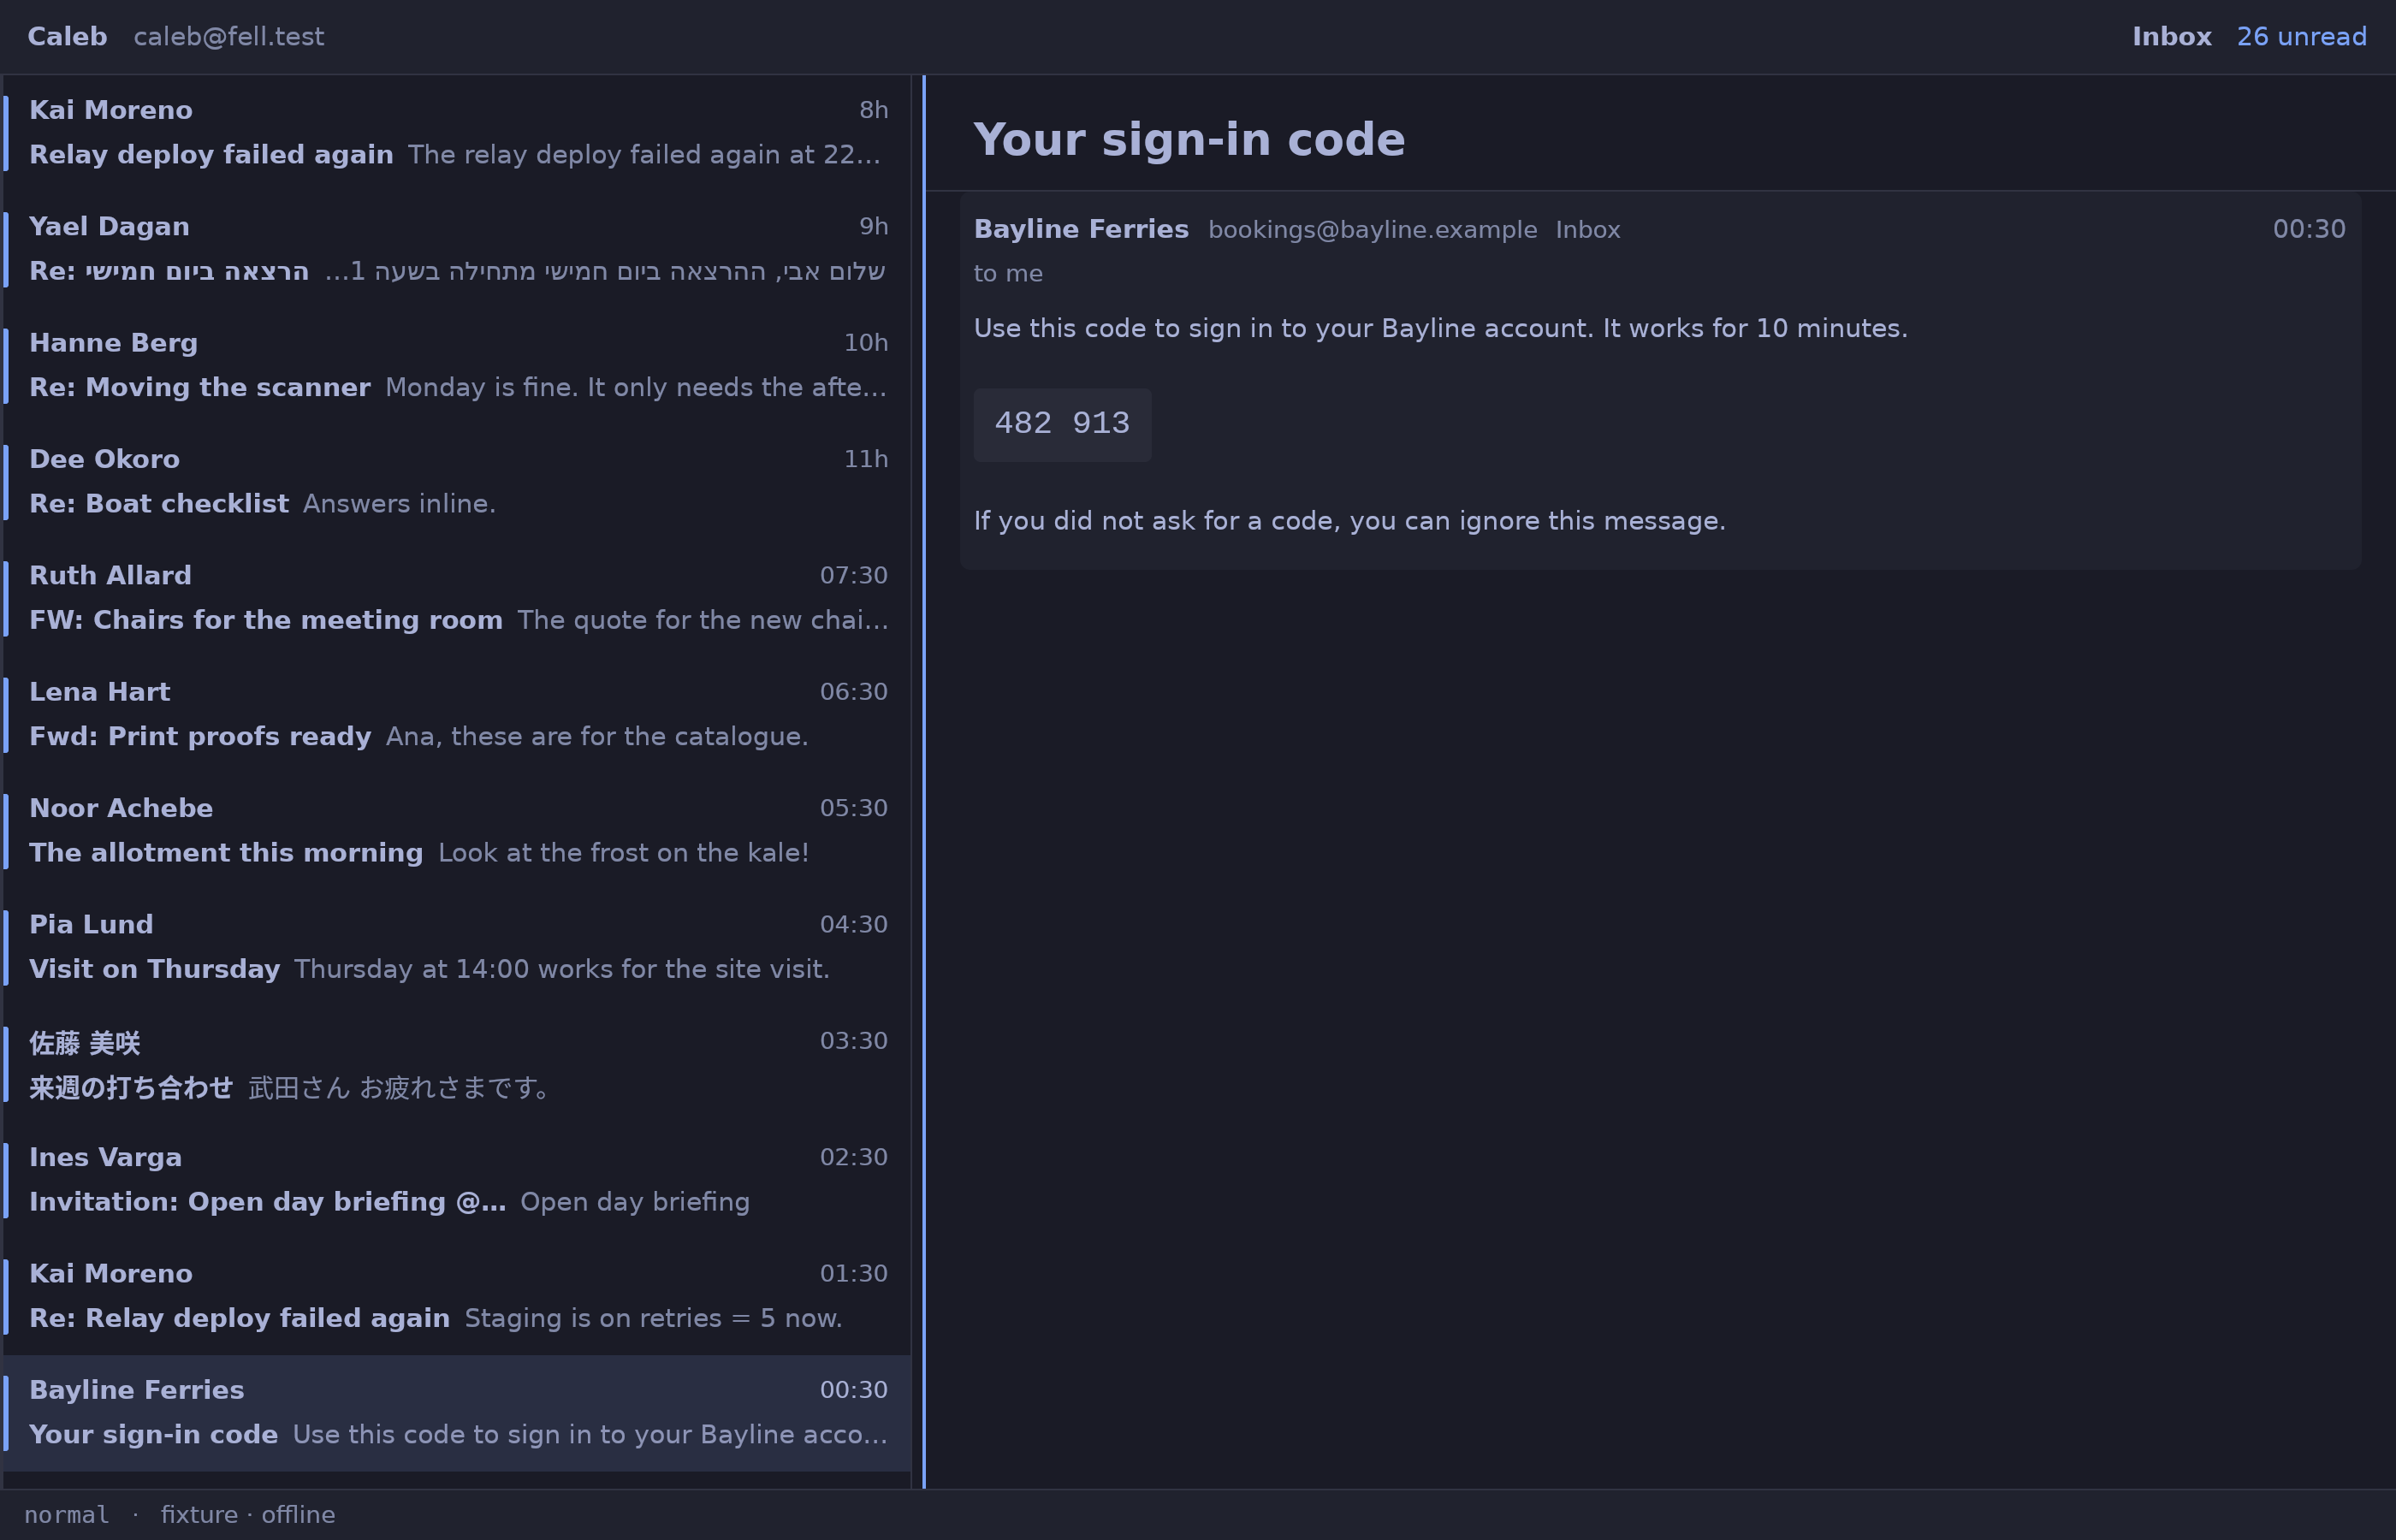 Caleb caleb@fell.test
Inbox 26 unread
Kai Moreno 8h
Relay deploy failed again The relay deploy failed again at 22…
Yael Dagan 9h
Re: הרצאה ביום חמישי שלום אבי, ההרצאה ביום חמישי מתחילה בשעה 1…
Hanne Berg 10h
Re: Moving the scanner Monday is fine. It only needs the afte…
Dee Okoro 11h
Re: Boat checklist Answers inline.
Ruth Allard 07:30
FW: Chairs for the meeting room The quote for the new chai…
Lena Hart 06:30
Fwd: Print proofs ready Ana, these are for the catalogue.
Noor Achebe 05:30
The allotment this morning Look at the frost on the kale!
Pia Lund 04:30
Visit on Thursday Thursday at 14:00 works for the site visit.
佐藤 美咲 03:30
来週の打ち合わせ 武田さん お疲れさまです。
Ines Varga 02:30
Invitation: Open day briefing @… Open day briefing
Kai Moreno 01:30
Re: Relay deploy failed again Staging is on retries = 5 now.
Bayline Ferries 00:30
Your sign-in code Use this code to sign in to your Bayline acco…
Your sign-in code
Bayline Ferries bookings@bayline.example Inbox 00:30
to me
Use this code to sign in to your Bayline account. It works for 10 minutes.
482 913
If you did not ask for a code, you can ignore this message.
normal · fixture · offline